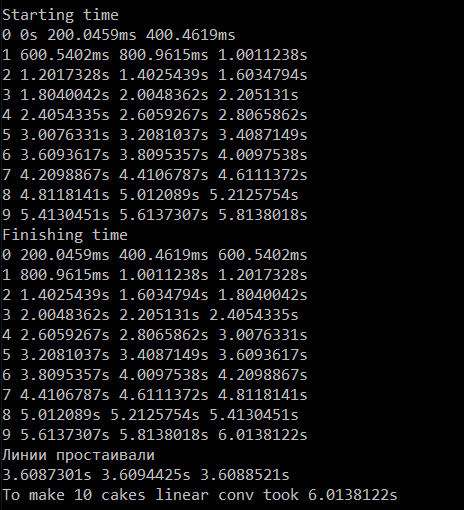 Starting time
0 0s 200.0459ms 400.4619ms
1 600.5402ms 800.9615ms 1.0011238s
2 1.2017328s 1.4025439s 1.6034794s
3 1.8040042s 2.0048362s 2.205131s
4 2.4054335s 2.6059267s 2.8065862s
5 3.0076331s 3.2081037s 3.4087149s
6 3.6093617s 3.8095357s 4.0097538s
7 4.2098867s 4.4106787s 4.6111372s
8 4.8118141s 5.012089s 5.2125754s
9 5.4130451s 5.6137307s 5.8138018s
Finishing time
0 200.0459ms 400.4619ms 600.5402ms
1 800.9615ms 1.0011238s 1.2017328s
2 1.4025439s 1.6034794s 1.8040042s
3 2.0048362s 2.205131s 2.4054335s
4 2.6059267s 2.8065862s 3.0076331s
5 3.2081037s 3.4087149s 3.6093617s
6 3.8095357s 4.0097538s 4.2098867s
7 4.4106787s 4.6111372s 4.8118141s
8 5.012089s 5.2125754s 5.4130451s
9 5.6137307s 5.8138018s 6.0138122s
Линии простаивали
3.6087301s 3.6094425s 3.6088521s
To make 10 cakes linear conv took 6.0138122s